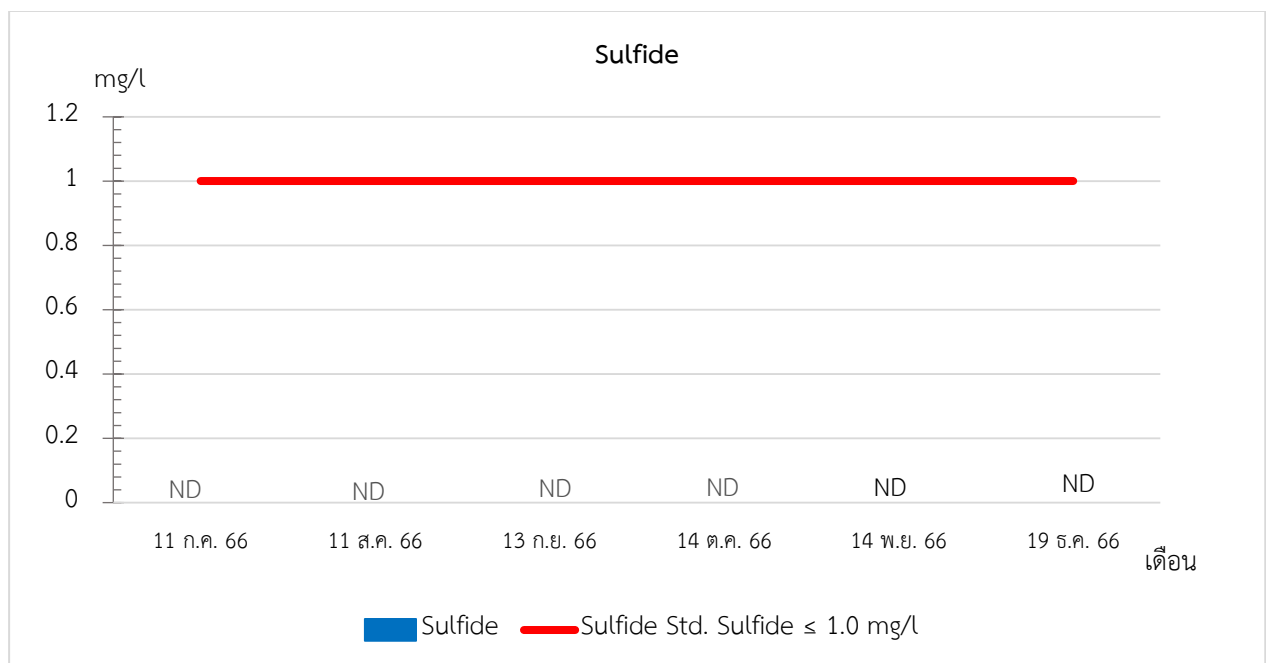 Sulfide
mg/l
1.2
1
0.8
0.6
0.4
0.2
0
ND ND ND ND ND ND
11 ก.ค. 66 11 ส.ค. 66 13 ก.ย. 66 14 ต.ค. 66 14 พ.ย. 66 19 ธ.ค. 66
เดือน
Sulfide Sulfide Std. Sulfide ≤ 1.0 mg/l